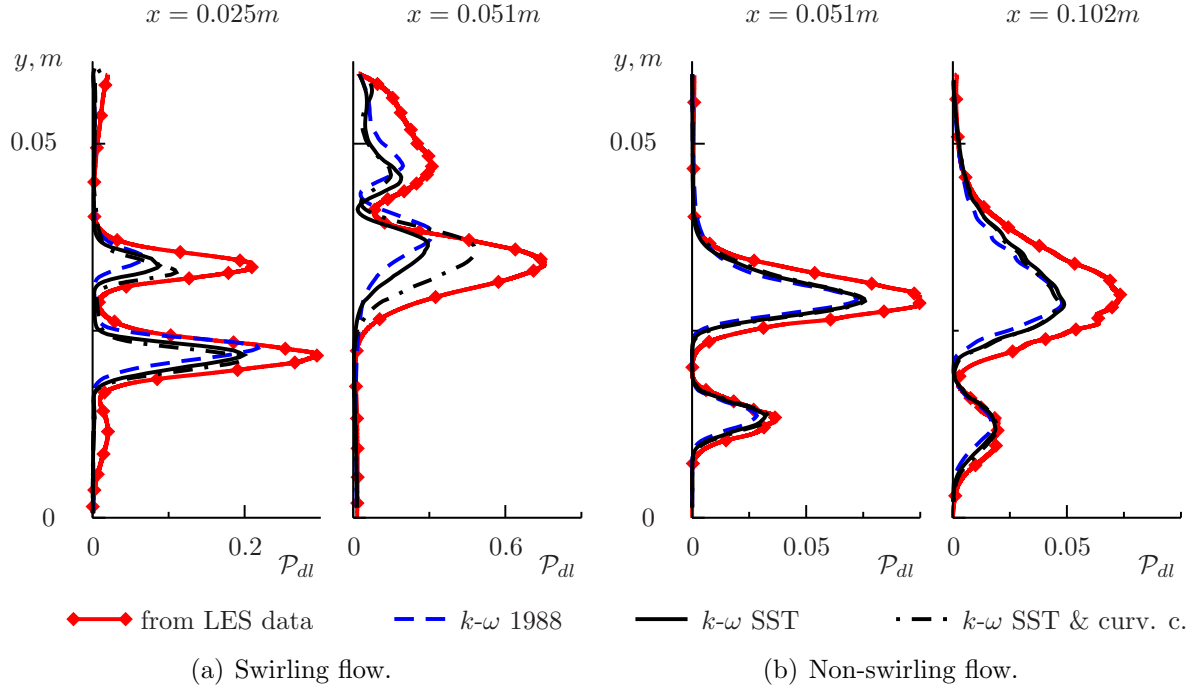 x = 0.025m
x = 0.051m
x = 0.051m
x = 0.102m
y, m
y, m
0.05
0.05
0
0
0
0.2
0
0.6
0
0.05
0
0.05
𝒫dl
𝒫dl
𝒫dl
𝒫dl
from LES data
k-ω 1988
k-ω SST
k-ω SST & curv. c.
(a) Swirling flow.
(b) Non-swirling flow.